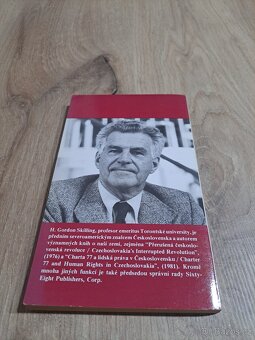 H. Gordon Skilling, profesor emeritus Torontské university, je
předním severoamerickým znalcem Československa a autorem
významných knih o naší zemi, zejména "Přerušená českoslo-
venská revoluce / Czechoslovakia's Interrupted Revolution",
(1976) a "Charta 77 a lidská práva v Československu / Charter
77 and Human Rights in Czechoslovakia", (1981). Kromě
mnoha jiných funkcí je také předsedou správní rady Sixty-
Eight Publishers, Corp.